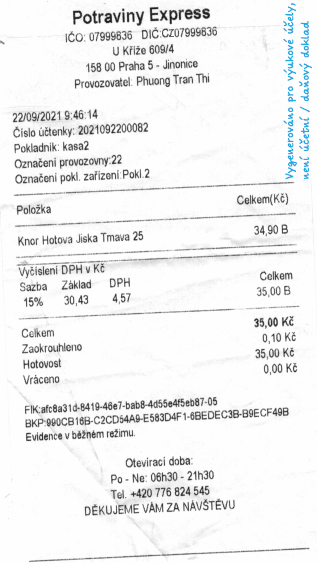 Potraviny Express
IČO: 07999836 DIČ:CZ07999836
U Kříže 609/4
158 00 Praha 5 - Jinonice
Provozovatel: Phuong Tran Thi
22/09/2021 9:46:14
Číslo účtenky: 2021092200082
Pokladník: kasa2
Označení provozovny:22
Označení pokl. zařízení:Pokl.2
Položka Celkem(Kč)
Knor Hotova Jiska Tmava 25 34,90 B
Vyčíslení DPH v Kč
Sazba Základ DPH Celkem
15% 30,43 4,57 35,00 B
Celkem 35,00 Kč
Zaokrouhleno 0,10 Kč
Hotovost 35,00 Kč
Vráceno 0,00 Kč
FIK:afc8a31d-8419-46e7-bab8-4d55e4f5eb87-05
BKP:990CB16B-C2CD54A9-E583D4F1-6BEDEC3B-B9ECF49B
Evidence v běžném režimu.
Otevírací doba:
Po - Ne: 06h30 - 21h30
Tel. +420 776 824 545
DĚKUJEME VÁM ZA NÁVŠTĚVU
Vygenerováno pro výukové účely,
není účetní / daňový doklad